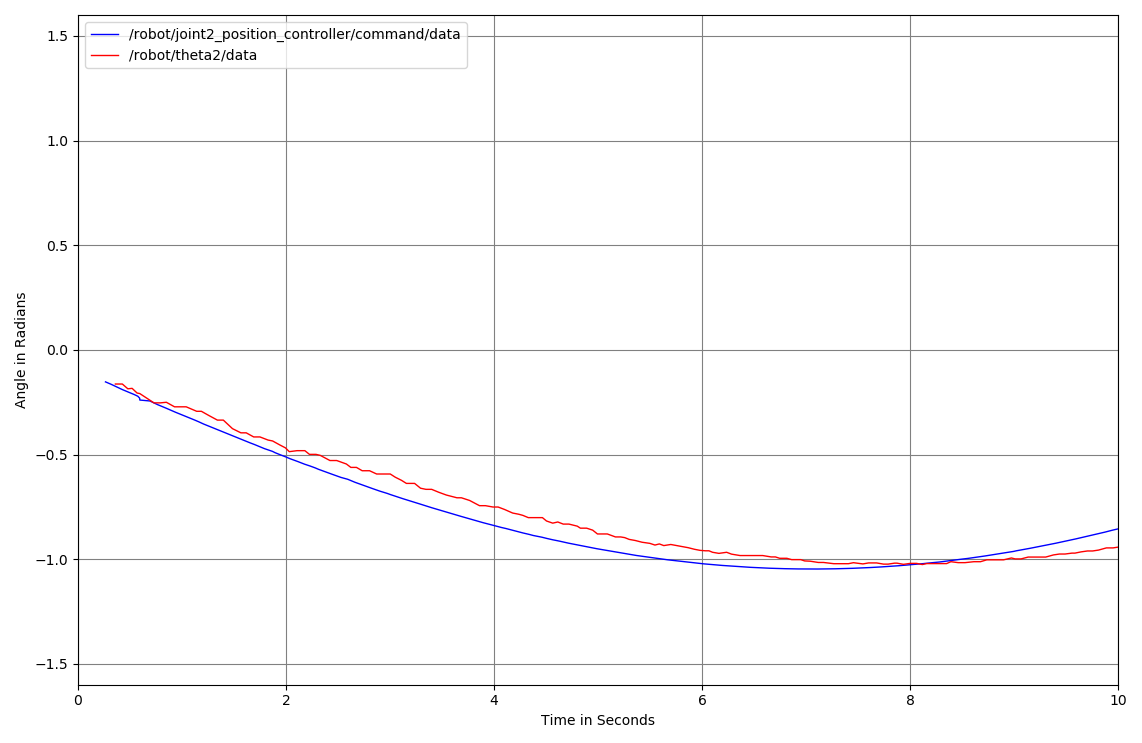 /robot/joint2_position_controller/command/data
/robot/theta2/data
1.5
1.0
0.5
0.0
−0.5
−1.0
−1.5
Angle in Radians
0 2 4 6 8 10
Time in Seconds